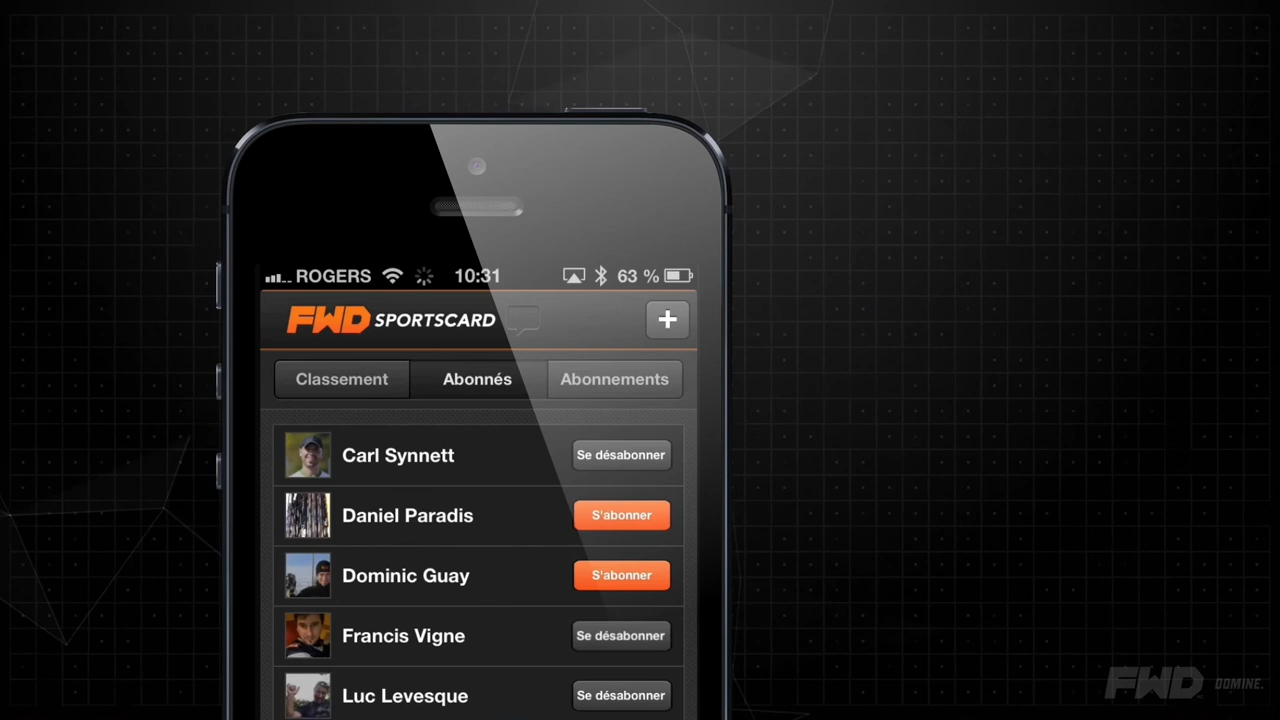 ROGERS 10:31 63 %
FWD SPORTSCARD +
Classement Abonnés Abonnements
Carl Synnett Se désabonner
Daniel Paradis S'abonner
Dominic Guay S'abonner
Francis Vigne Se désabonner
Luc Levesque Se désabonner
FWD DOMINE.